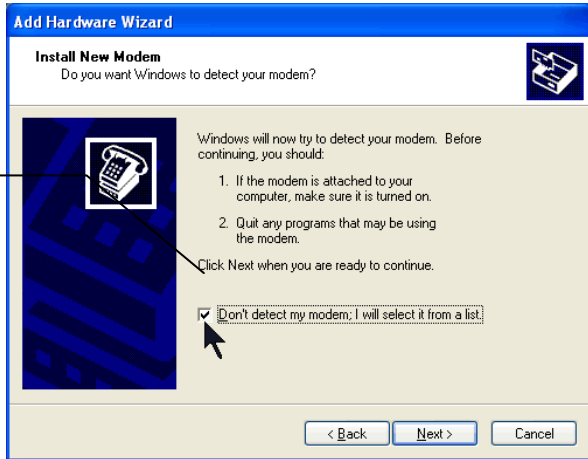 Add Hardware Wizard
Install New Modem
Do you want Windows to detect your modem?
Windows will now try to detect your modem. Before
continuing, you should:
1. If the modem is attached to your
computer, make sure it is turned on.
2. Quit any programs that may be using
the modem.
Click Next when you are ready to continue.
Don't detect my modem; I will select it from a list.
< Back Next > Cancel